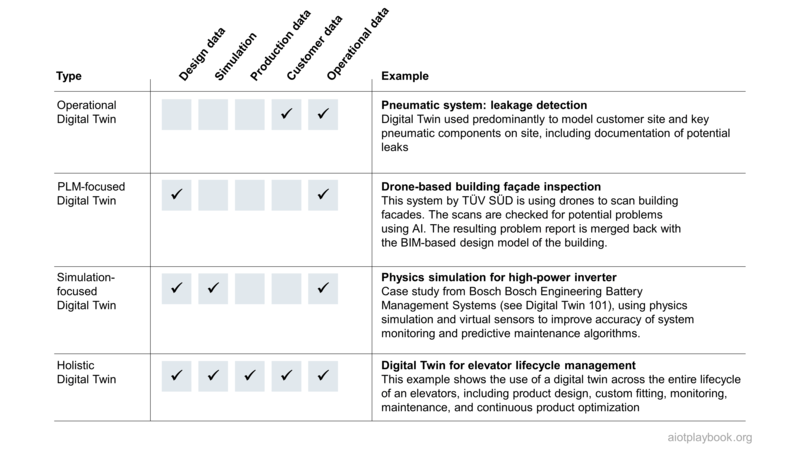 Type
Design data
Simulation
Production data
Customer data
Operational data
Example
Operational
Digital Twin
✓ ✓
Pneumatic system: leakage detection
Digital Twin used predominantly to model customer site and key
pneumatic components on site, including documentation of potential
leaks
PLM-focused
Digital Twin
✓ ✓
Drone-based building façade inspection
This system by TÜV SÜD is using drones to scan building
facades. The scans are checked for potential problems
using AI. The resulting problem report is merged back with
the BIM-based design model of the building.
Simulation-
focused
Digital Twin
✓ ✓ ✓
Physics simulation for high-power inverter
Case study from Bosch Bosch Engineering Battery
Management Systems (see Digital Twin 101), using physics
simulation and virtual sensors to improve accuracy of system
monitoring and predictive maintenance algorithms.
Holistic
Digital Twin
✓ ✓ ✓ ✓ ✓
Digital Twin for elevator lifecycle management
This example shows the use of a digital twin across the entire lifecycle
of an elevators, including product design, custom fitting, monitoring,
maintenance, and continuous product optimization
aiotplaybook.org